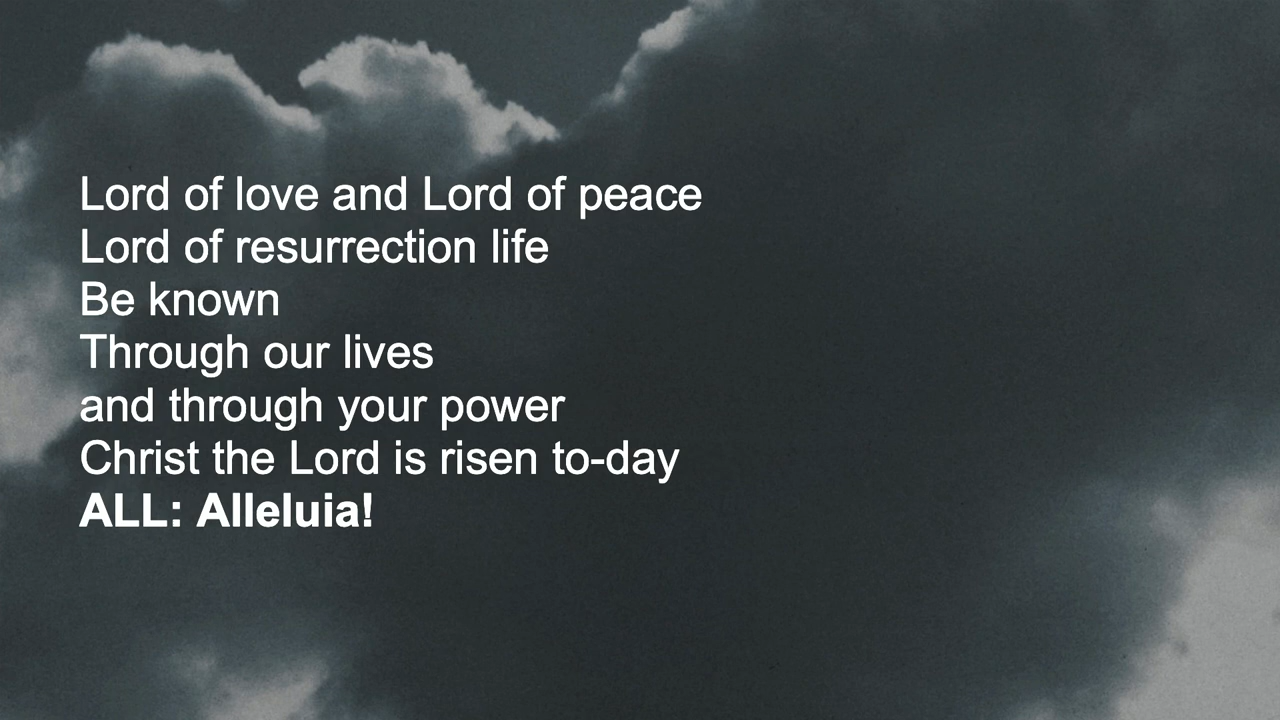 Lord of love and Lord of peace
Lord of resurrection life
Be known
Through our lives
and through your power
Christ the Lord is risen to-day
ALL: Alleluia!